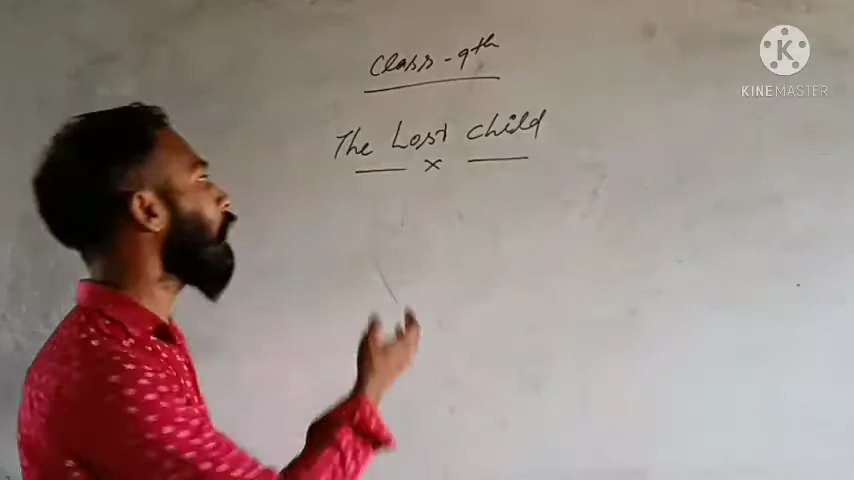 Class - 9th
The Lost Child
x
K
KINEMASTER